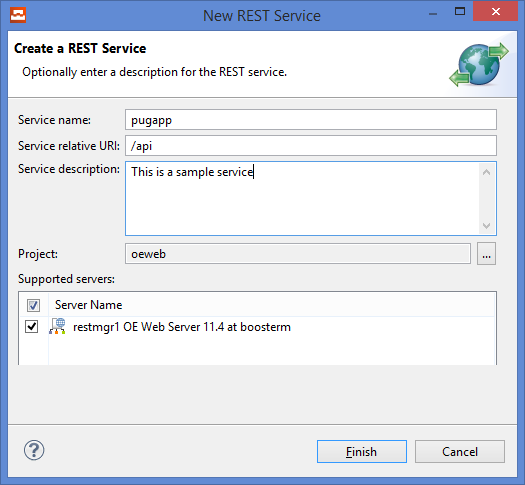 New REST Service
Create a REST Service
Optionally enter a description for the REST service.
Service name: pugapp
Service relative URI: /api
Service description: This is a sample service
Project: oeweb ...
Supported servers:
Server Name
restmgr1 OE Web Server 11.4 at boosterm
? Finish Cancel